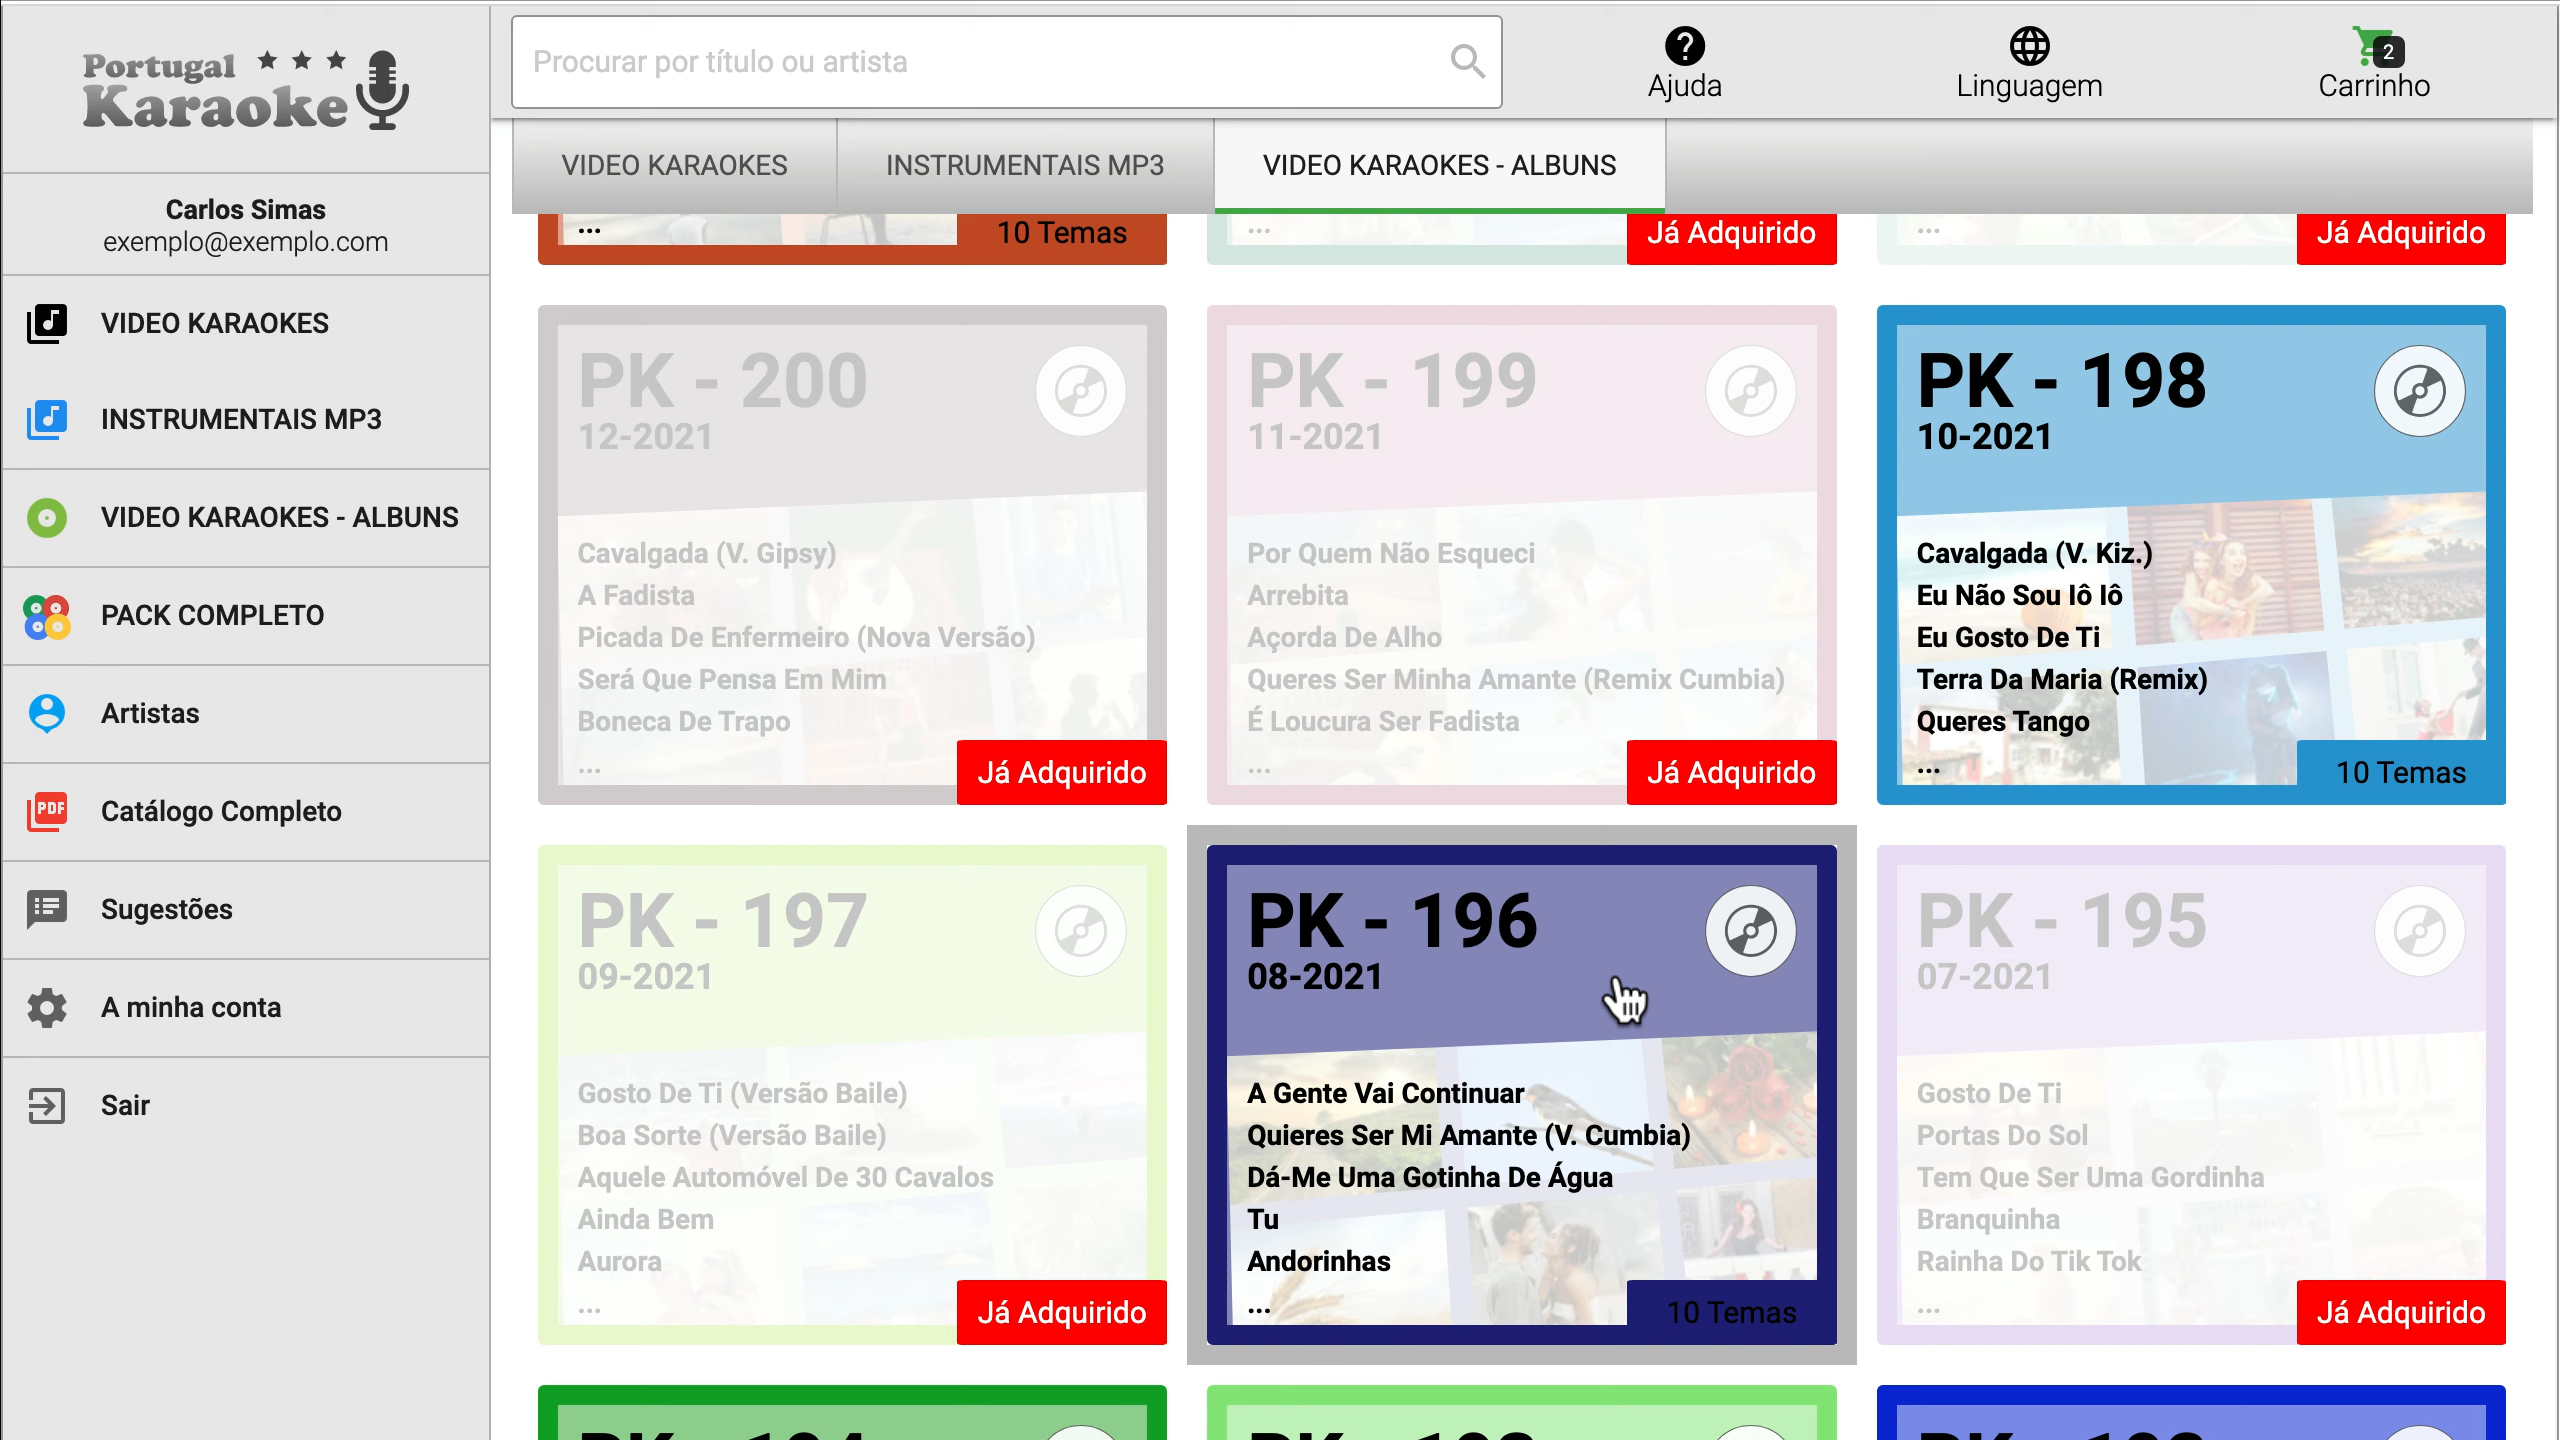 Portugal
Karaoke
Carlos Simas
exemplo@exemplo.com
VIDEO KARAOKES
INSTRUMENTAIS MP3
VIDEO KARAOKES - ALBUNS
PACK COMPLETO
Artistas
PDF
Catálogo Completo
Sugestões
A minha conta
Sair
Procurar por título ou artista
Ajuda
Linguagem
2
Carrinho
VIDEO KARAOKES
INSTRUMENTAIS MP3
VIDEO KARAOKES - ALBUNS
...
10 Temas
...
Já Adquirido
...
Já Adquirido
PK - 200
12-2021
Cavalgada (V. Gipsy)
A Fadista
Picada De Enfermeiro (Nova Versão)
Será Que Pensa Em Mim
Boneca De Trapo
...
Já Adquirido
PK - 199
11-2021
Por Quem Não Esqueci
Arrebita
Açorda De Alho
Queres Ser Minha Amante (Remix Cumbia)
É Loucura Ser Fadista
...
Já Adquirido
PK - 198
10-2021
Cavalgada (V. Kiz.)
Eu Não Sou Iô Iô
Eu Gosto De Ti
Terra Da Maria (Remix)
Queres Tango
...
10 Temas
PK - 197
09-2021
Gosto De Ti (Versão Baile)
Boa Sorte (Versão Baile)
Aquele Automóvel De 30 Cavalos
Ainda Bem
Aurora
...
Já Adquirido
PK - 196
08-2021
A Gente Vai Continuar
Quieres Ser Mi Amante (V. Cumbia)
Dá-Me Uma Gotinha De Água
Tu
Andorinhas
...
10 Temas
PK - 195
07-2021
Gosto De Ti
Portas Do Sol
Tem Que Ser Uma Gordinha
Branquinha
Rainha Do Tik Tok
...
Já Adquirido